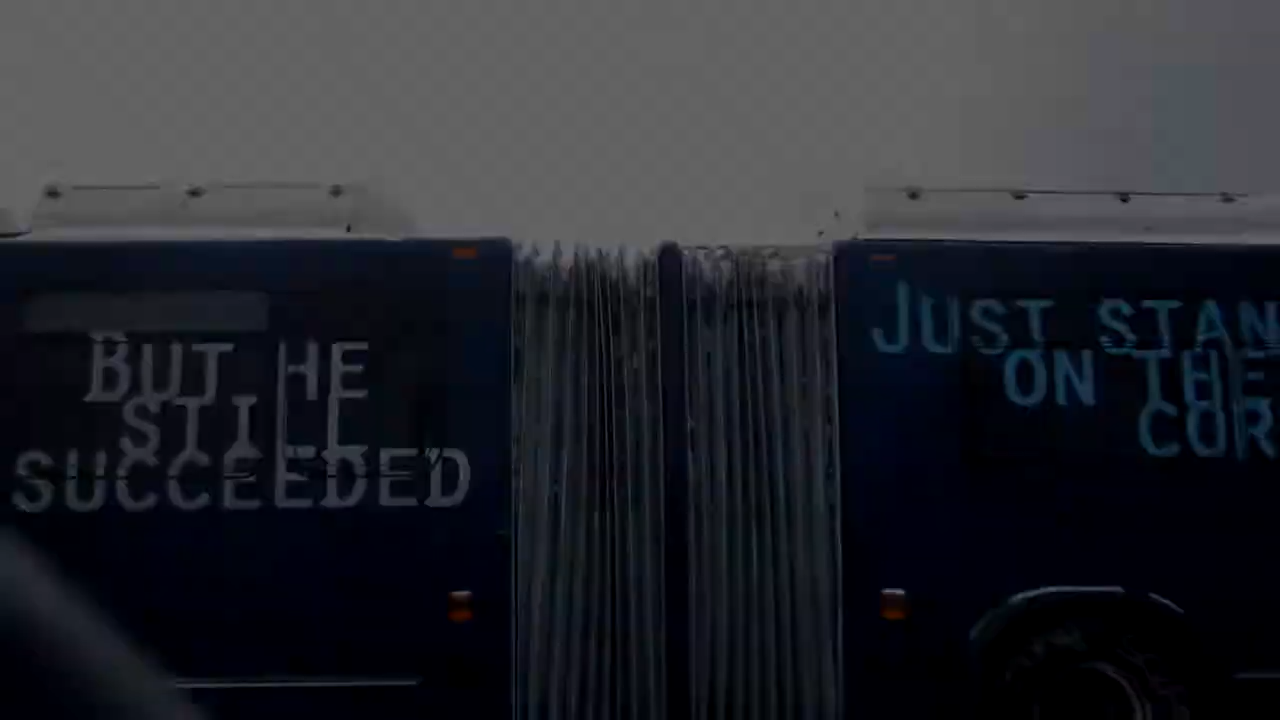 BUT HE
STILL
SUCCEEDED
JUST STAN
ON THE
COR